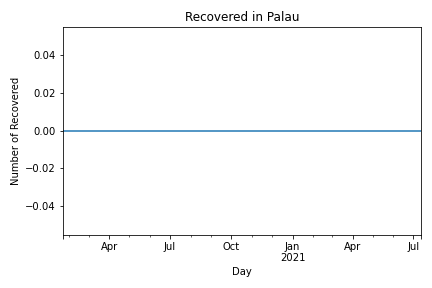 Recovered in Palau
0.04
0.02
0.00
−0.02
−0.04
Number of Recovered
Apr Jul Oct Jan Apr Jul
2021
Day